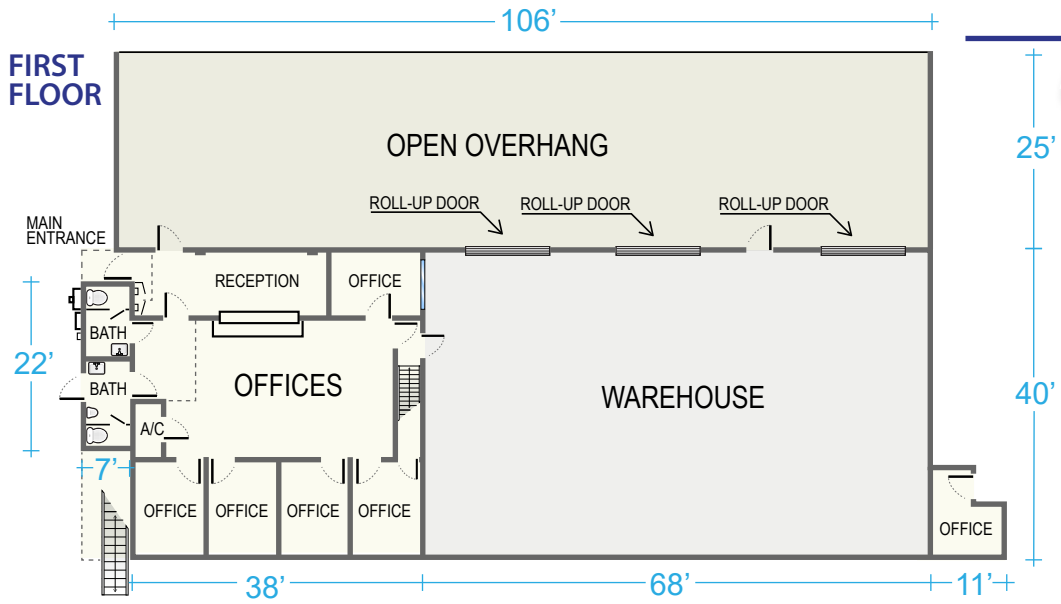 106’
FIRST
FLOOR
25’
OPEN OVERHANG
ROLL-UP DOOR
ROLL-UP DOOR
ROLL-UP DOOR
MAIN
ENTRANCE
RECEPTION
OFFICE
BATH
22’
BATH
OFFICES
WAREHOUSE
40’
A/C
7’
OFFICE
OFFICE
OFFICE
OFFICE
OFFICE
38’
68’
11’